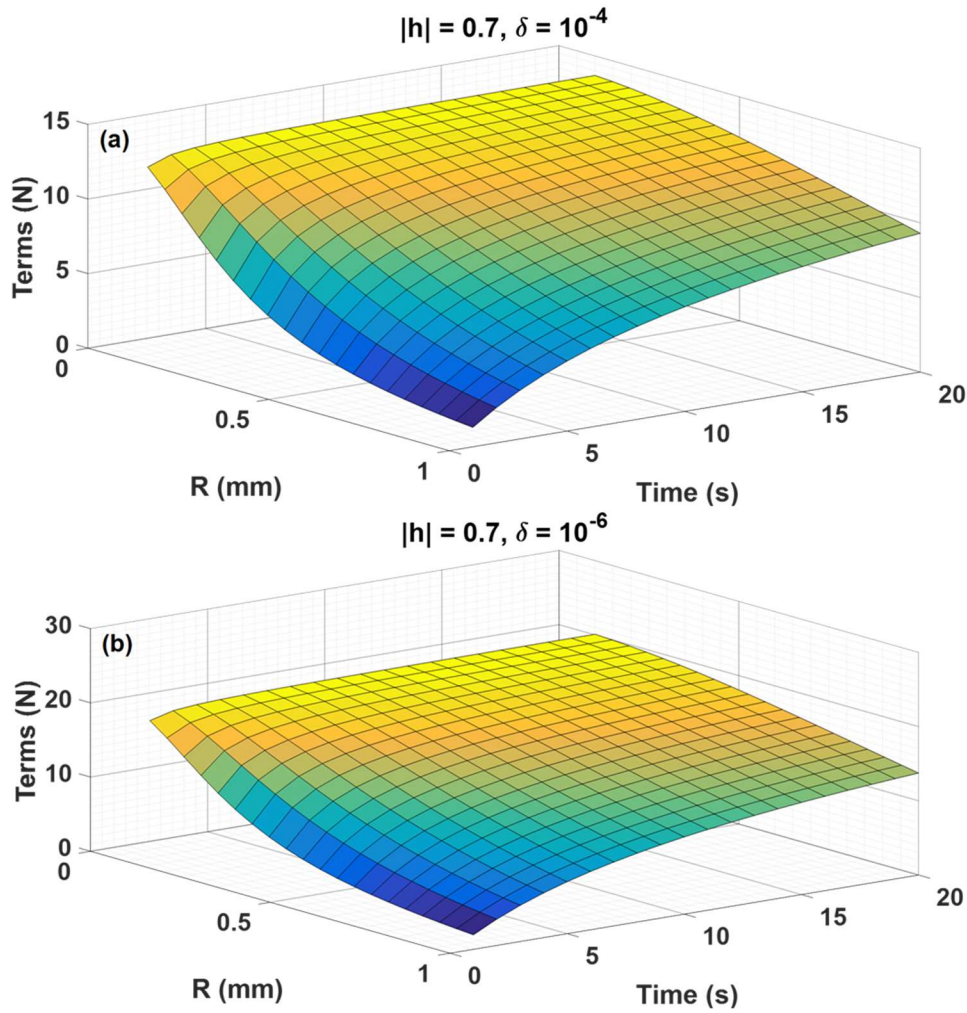 |h| = 0.7, δ = 10^-4
(a)
Terms (N)
15
10
5
0
0
0.5
1
R (mm)
0
5
10
15
20
Time (s)
|h| = 0.7, δ = 10^-6
(b)
Terms (N)
30
20
10
0
0
0.5
1
R (mm)
0
5
10
15
20
Time (s)